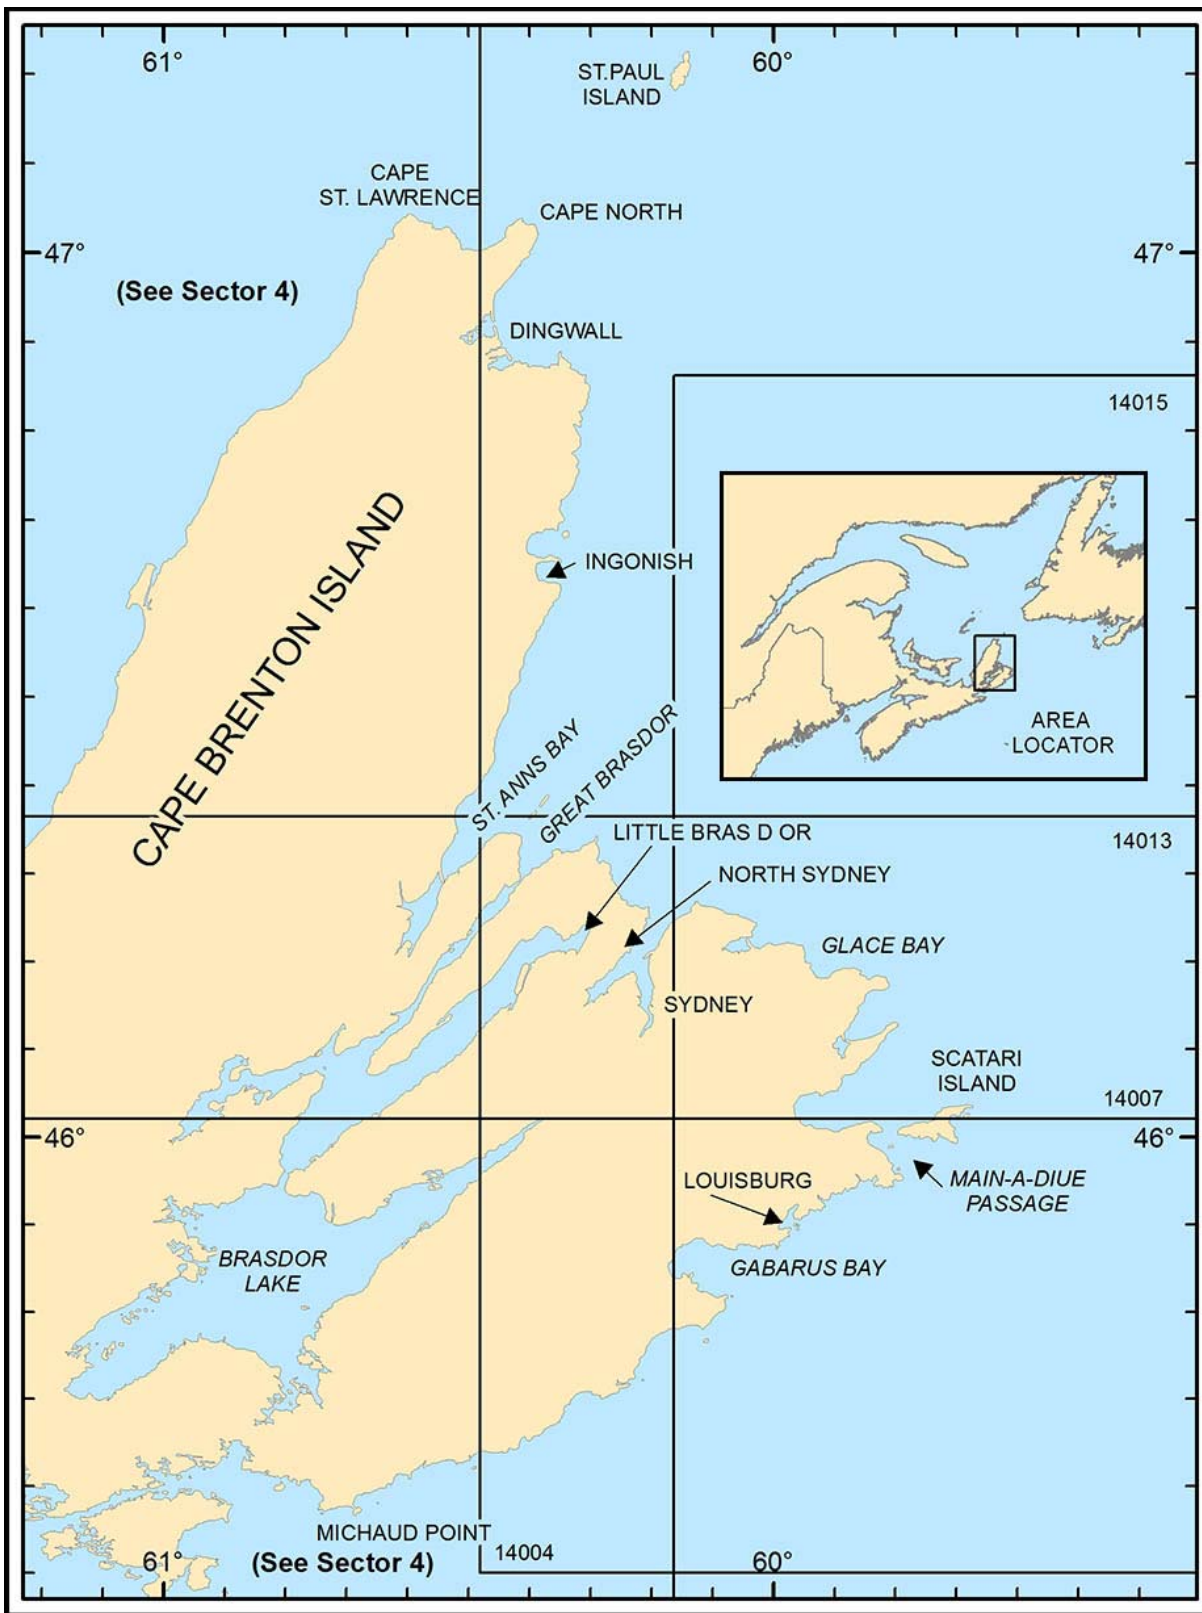 61°
60°
ST.PAUL
ISLAND
CAPE
ST. LAWRENCE
CAPE NORTH
47°
47°
(See Sector 4)
DINGWALL
14015
CAPE BRENTON ISLAND
INGONISH
AREA
LOCATOR
ST. ANNS BAY
GREAT BRASDOR
LITTLE BRAS D OR
14013
NORTH SYDNEY
GLACE BAY
SYDNEY
SCATARI
ISLAND
14007
46°
46°
LOUISBURG
MAIN-A-DIUE
PASSAGE
BRASDOR
LAKE
GABARUS BAY
MICHAUD POINT
(See Sector 4)
14004
61°
60°